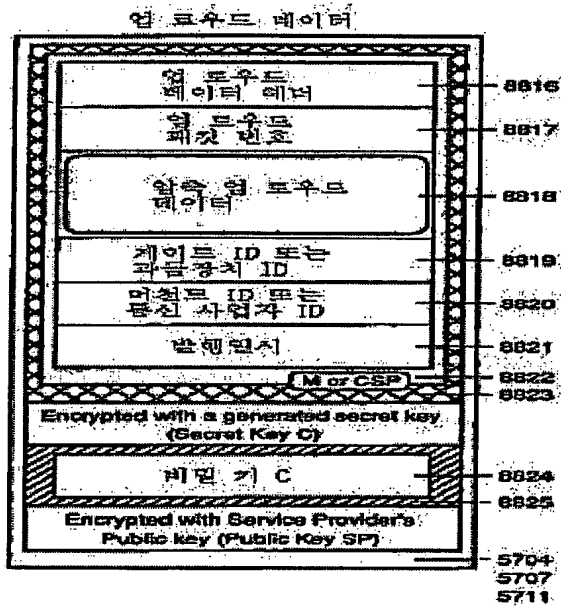 업 로우드 데이터
업 로우드
데이터 헤더
8816
업 로우드
패킷 번호
8817
압축 업 로우드
데이터
8818
게이트 ID 또는
과금장치 ID
8819
머천트 ID 또는
통신 사업자 ID
8820
발행일시
8821
M or CSP
8822
8823
Encrypted with a generated secret key
(Secret Key C)
비밀 키 C
8824
8825
Encrypted with Service Provider's
Public key (Public Key SP)
5704
5707
5711